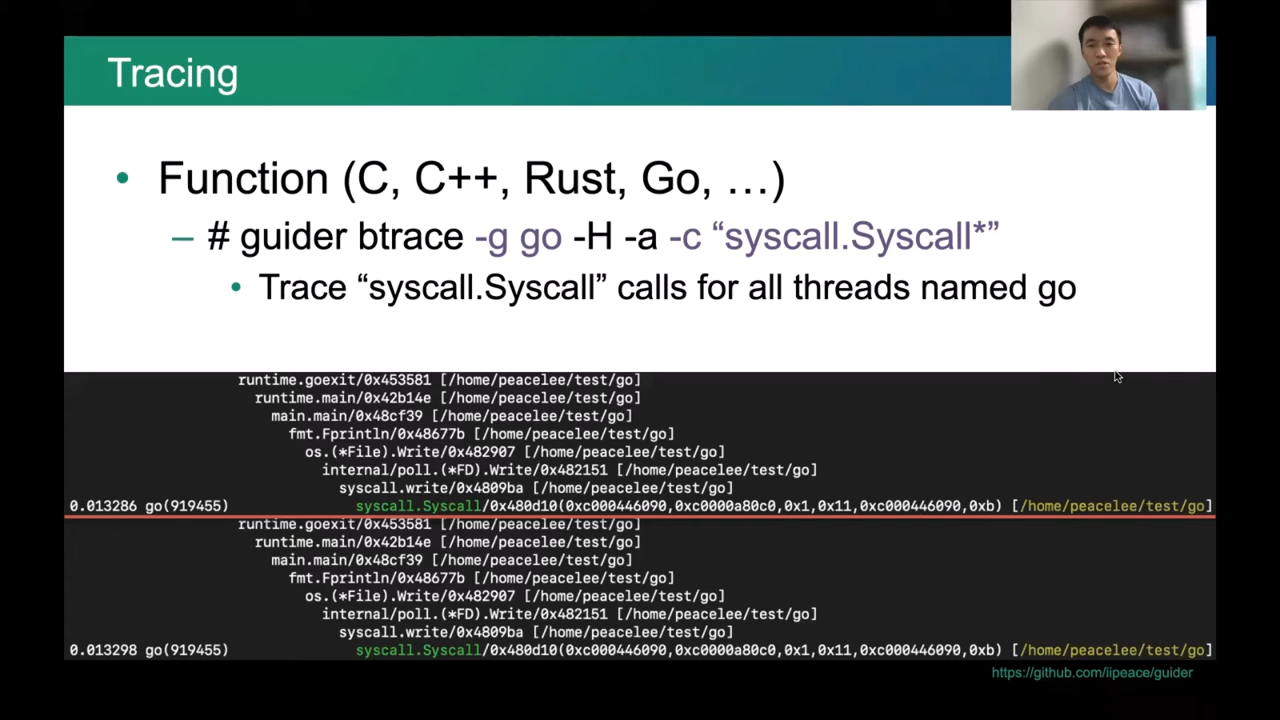 Tracing
• Function (C, C++, Rust, Go, …)
– # guider btrace -g go -H -a -c “syscall.Syscall*”
• Trace “syscall.Syscall” calls for all threads named go
runtime.goexit/0x453581 [/home/peacelee/test/go]
runtime.main/0x42b14e [/home/peacelee/test/go]
main.main/0x48cf39 [/home/peacelee/test/go]
fmt.Fprintln/0x48677b [/home/peacelee/test/go]
os.(*File).Write/0x482907 [/home/peacelee/test/go]
internal/poll.(*FD).Write/0x482151 [/home/peacelee/test/go]
syscall.write/0x4809ba [/home/peacelee/test/go]
0.013286 go(919455) syscall.Syscall/0x480d10(0xc000446090,0xc0000a80c0,0x1,0x11,0xc000446090,0xb) [/home/peacelee/test/go]
runtime.goexit/0x453581 [/home/peacelee/test/go]
runtime.main/0x42b14e [/home/peacelee/test/go]
main.main/0x48cf39 [/home/peacelee/test/go]
fmt.Fprintln/0x48677b [/home/peacelee/test/go]
os.(*File).Write/0x482907 [/home/peacelee/test/go]
internal/poll.(*FD).Write/0x482151 [/home/peacelee/test/go]
syscall.write/0x4809ba [/home/peacelee/test/go]
0.013298 go(919455) syscall.Syscall/0x480d10(0xc000446090,0xc0000a80c0,0x1,0x11,0xc000446090,0xb) [/home/peacelee/test/go]
https://github.com/iipeace/guider